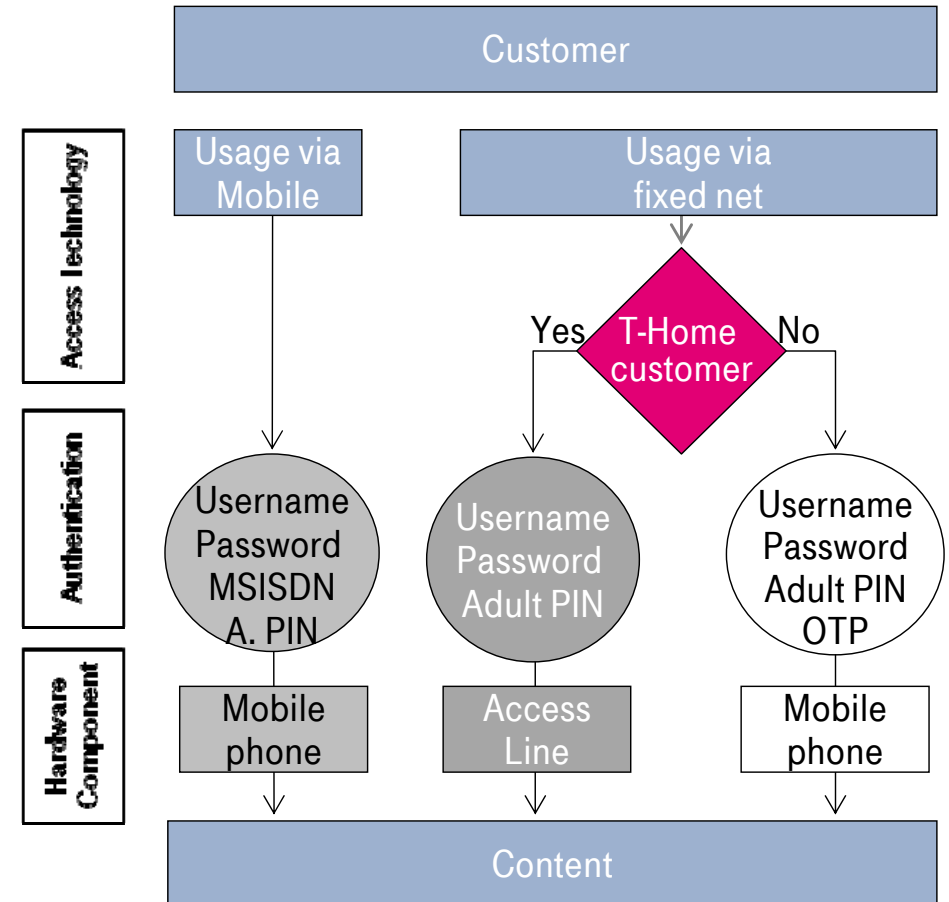 Customer
Access Technology
Usage via
Mobile
Usage via
fixed net
Yes
T-Home
customer
No
Authentication
Username
Password
MSISDN
A. PIN
Username
Password
Adult PIN
Username
Password
Adult PIN
OTP
Hardware
Component
Mobile
phone
Access
Line
Mobile
phone
Content